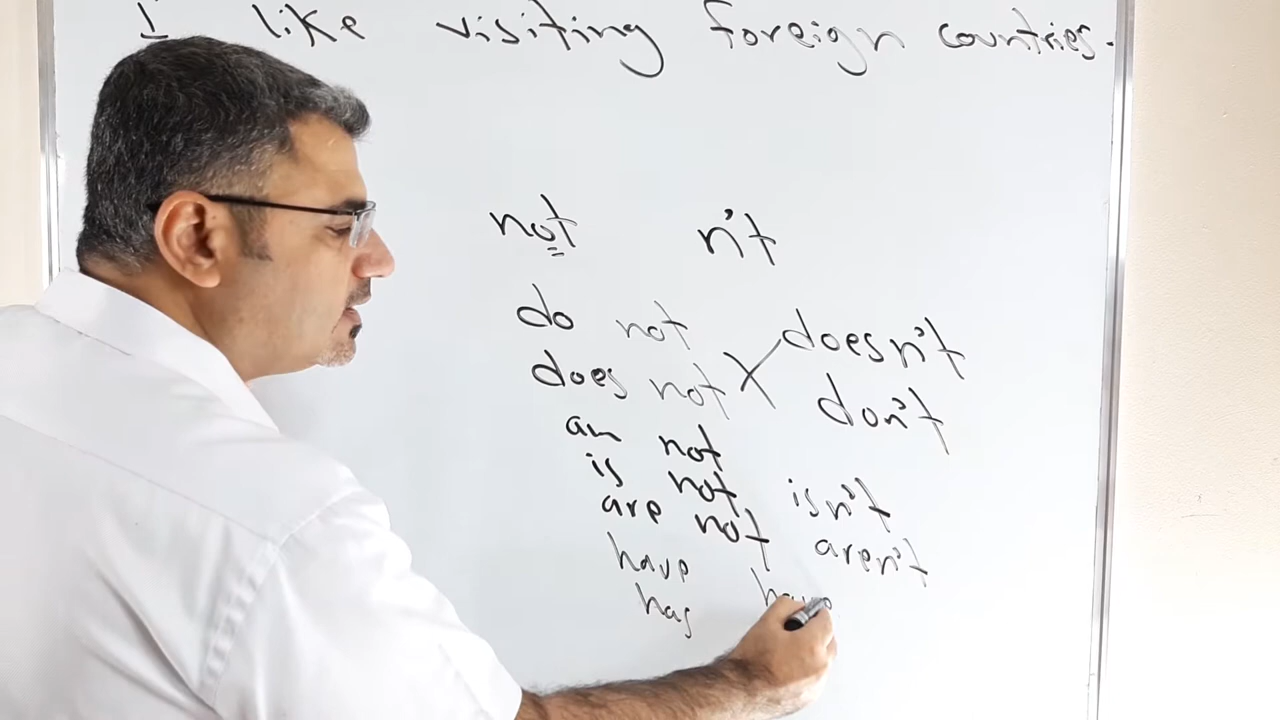 I like visiting foreign countries.
not n't
do not doesn't
does not don't
am not
is not isn't
are not aren't
have have
has